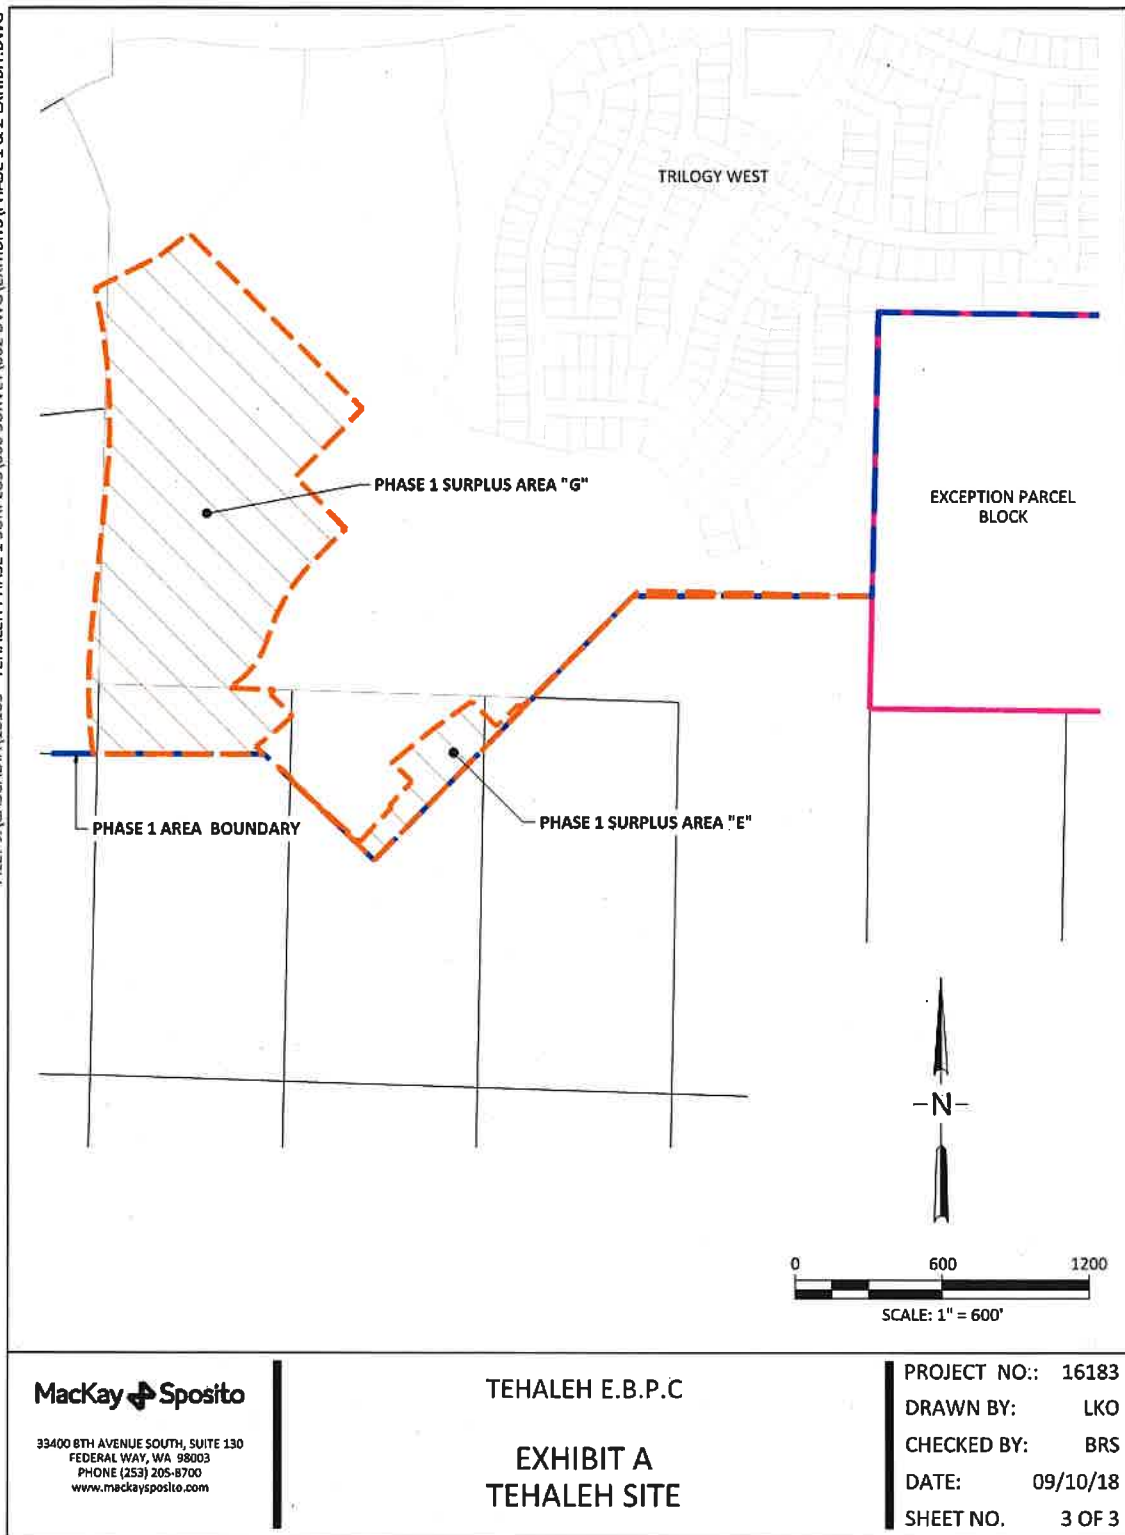 TRILOGY WEST
PHASE 1 SURPLUS AREA "G"
EXCEPTION PARCEL
BLOCK
PHASE 1 AREA BOUNDARY
PHASE 1 SURPLUS AREA "E"
-N-
0 600 1200
SCALE: 1" = 600'
MacKay Sposito
33400 8TH AVENUE SOUTH, SUITE 130
FEDERAL WAY, WA 98003
PHONE (253) 205-8700
www.mackaysposito.com
TEHALEH E.B.P.C
EXHIBIT A
TEHALEH SITE
PROJECT NO.: 16183
DRAWN BY: LKO
CHECKED BY: BRS
DATE: 09/10/18
SHEET NO. 3 OF 3